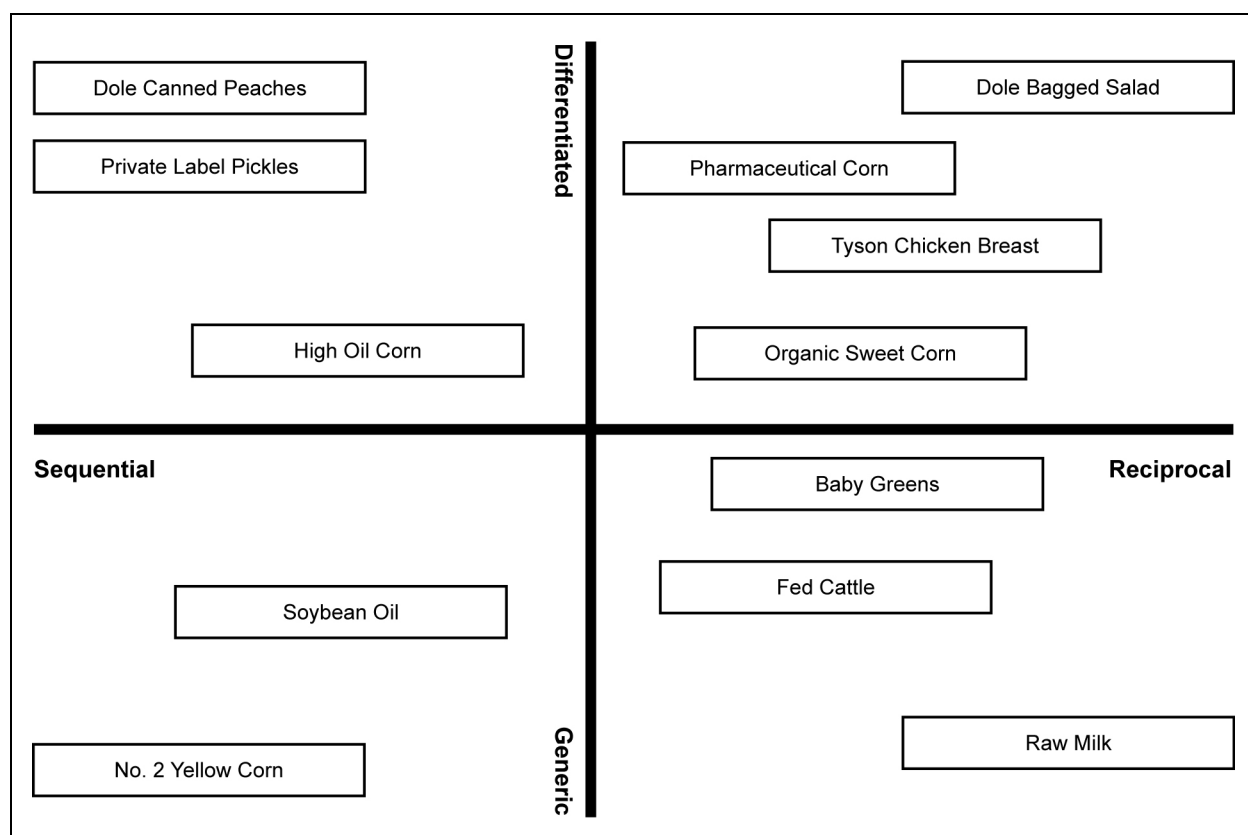 Differentiated
Dole Canned Peaches
Dole Bagged Salad
Private Label Pickles
Pharmaceutical Corn
Tyson Chicken Breast
High Oil Corn
Organic Sweet Corn
Sequential
Reciprocal
Baby Greens
Fed Cattle
Soybean Oil
Generic
Raw Milk
No. 2 Yellow Corn